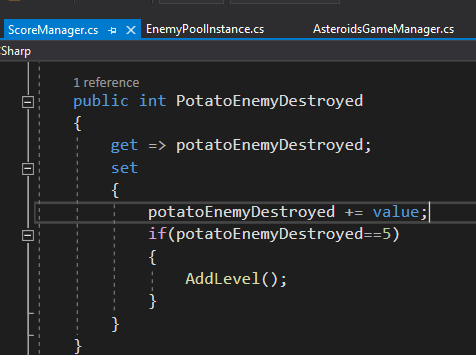 ScoreManager.cs EnemyPoolInstance.cs AsteroidsGameManager.cs
Sharp
1 reference
public int PotatoEnemyDestroyed
{
get => potatoEnemyDestroyed;
set
{
potatoEnemyDestroyed += value;
if(potatoEnemyDestroyed==5)
{
AddLevel();
}
}
}